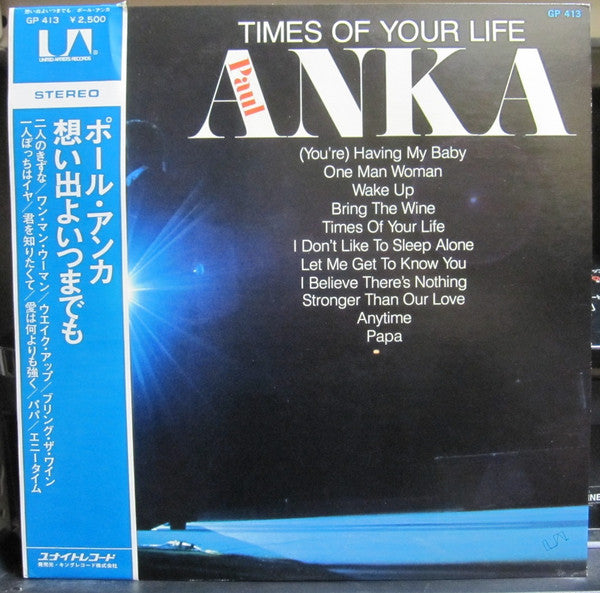 想い出よいつまでも ポール・アンカ
GP 413 ¥2,500
UA
UNITED ARTISTS RECORDS
STEREO
ポール・アンカ
想い出よいつまでも
二人のきずな/ワン・マン・ウーマン/ウエイク・アップ/ブリング・ザ・ワイン
一人ぽっちはイヤ/君を知りたくて/愛は何よりも強く/パパ/エニータイム
ユナイトレコード
発売元・キングレコード株式会社
GP 413
TIMES OF YOUR LIFE
Paul
ANKA
(You're) Having My Baby
One Man Woman
Wake Up
Bring The Wine
Times Of Your Life
I Don't Like To Sleep Alone
Let Me Get To Know You
I Believe There's Nothing
Stronger Than Our Love
Anytime
Papa
UA